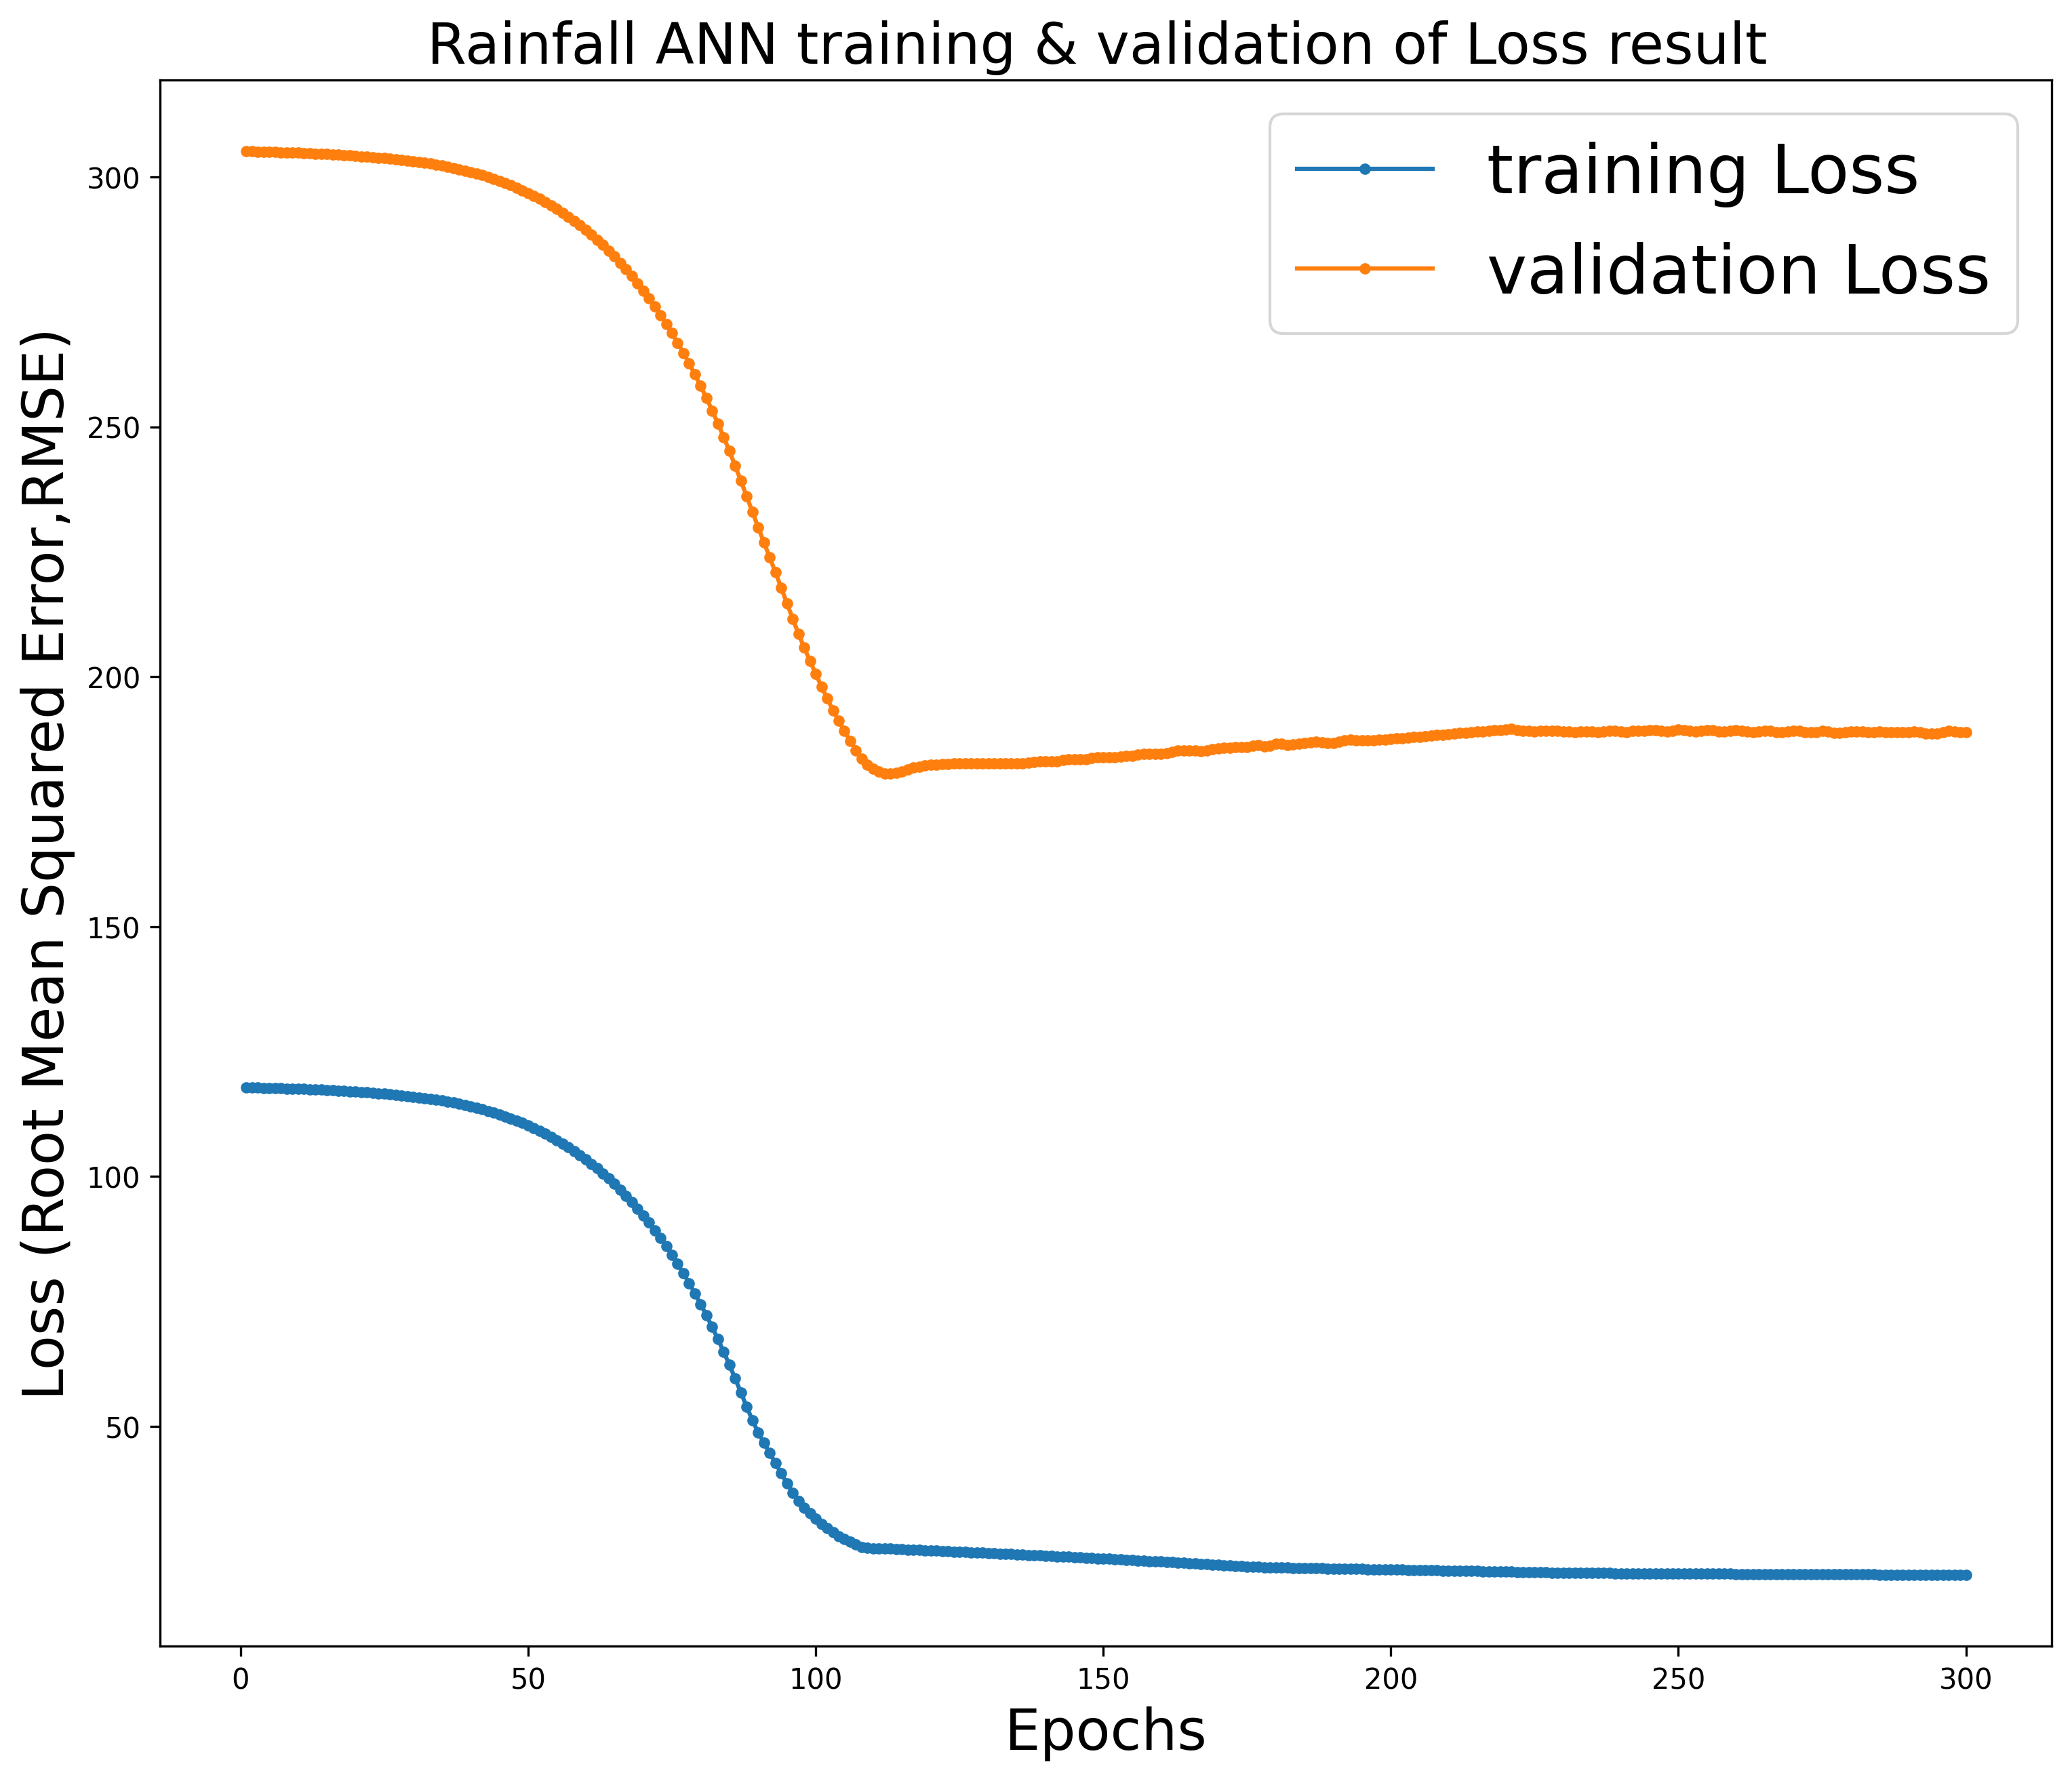 Rainfall ANN training & validation of Loss result
training Loss
validation Loss
Loss (Root Mean Squared Error,RMSE)
300
250
200
150
100
50
0
50
100
150
200
250
300
Epochs